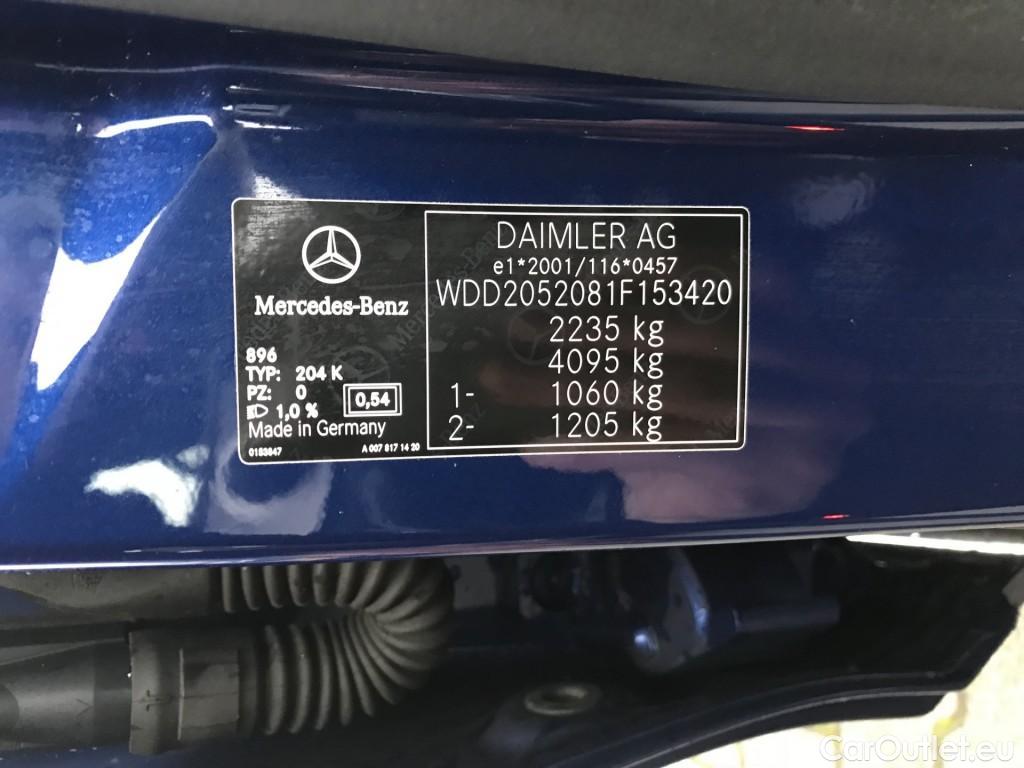 Mercedes-Benz
896
TYP: 204 K
PZ: 0
1,0 %
0,54
Made in Germany
0183847
A 007 817 14 20
DAIMLER AG
e1*2001/116*0457
WDD2052081F153420
2235 kg
4095 kg
1- 1060 kg
2- 1205 kg
CarOutlet.eu